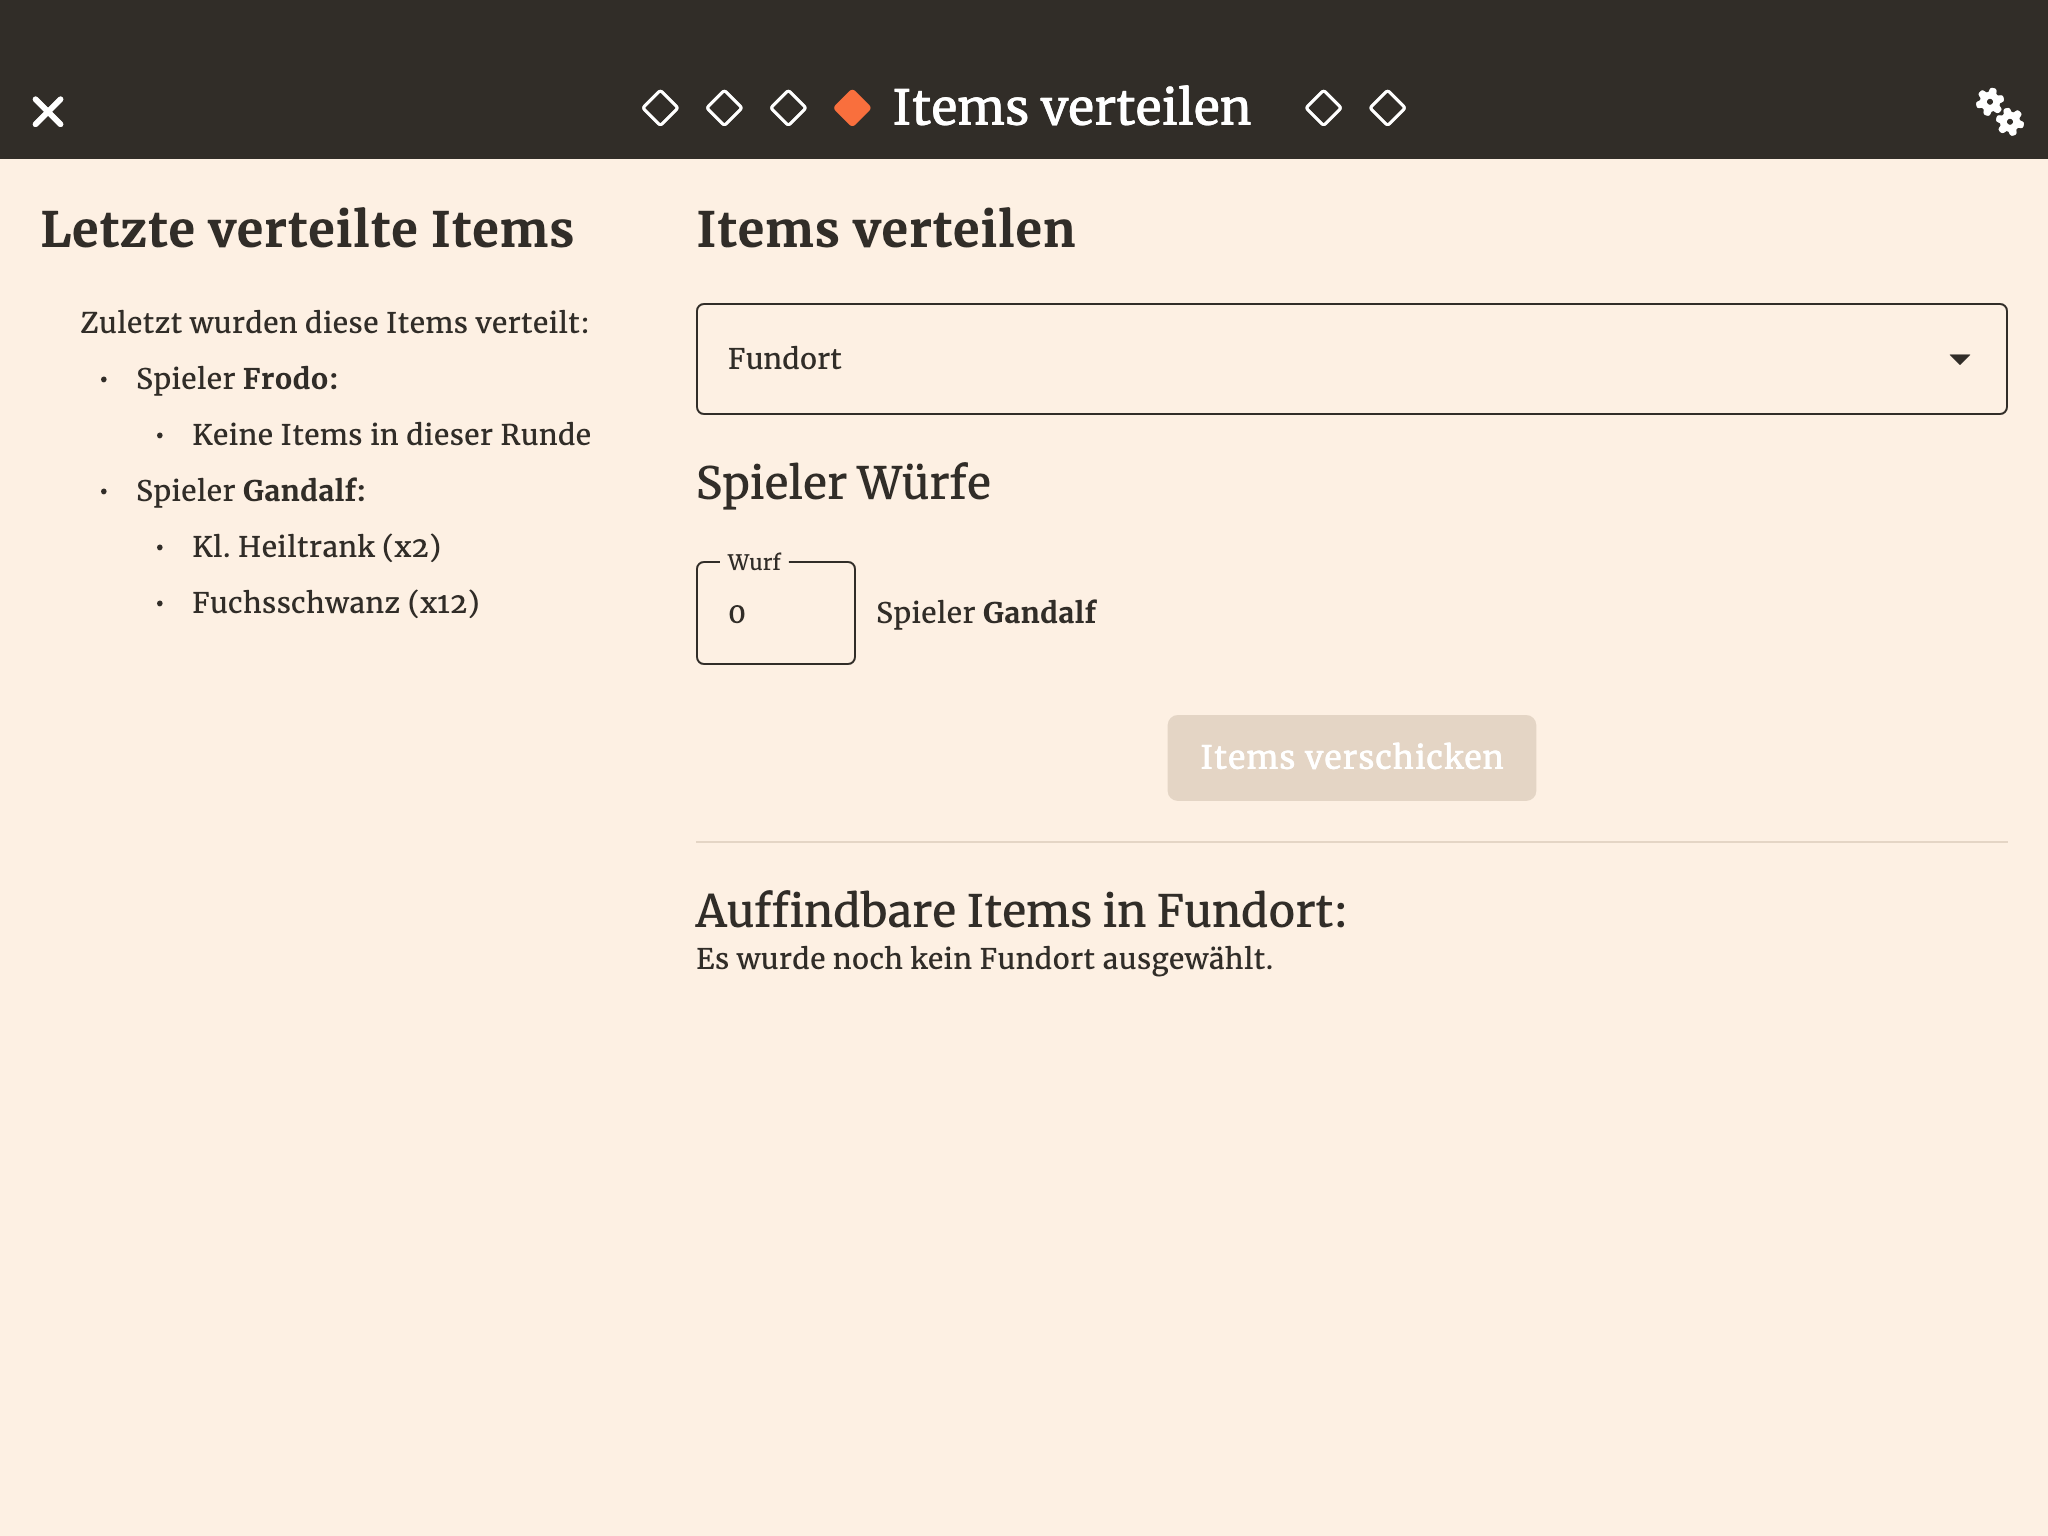 Items verteilen
Letzte verteilte Items
Zuletzt wurden diese Items verteilt:
• Spieler Frodo:
• Keine Items in dieser Runde
• Spieler Gandalf:
• Kl. Heiltrank (x2)
• Fuchsschwanz (x12)
Items verteilen
Fundort
Spieler Würfe
Wurf
0
Spieler Gandalf
Items verschicken
Auffindbare Items in Fundort:
Es wurde noch kein Fundort ausgewählt.